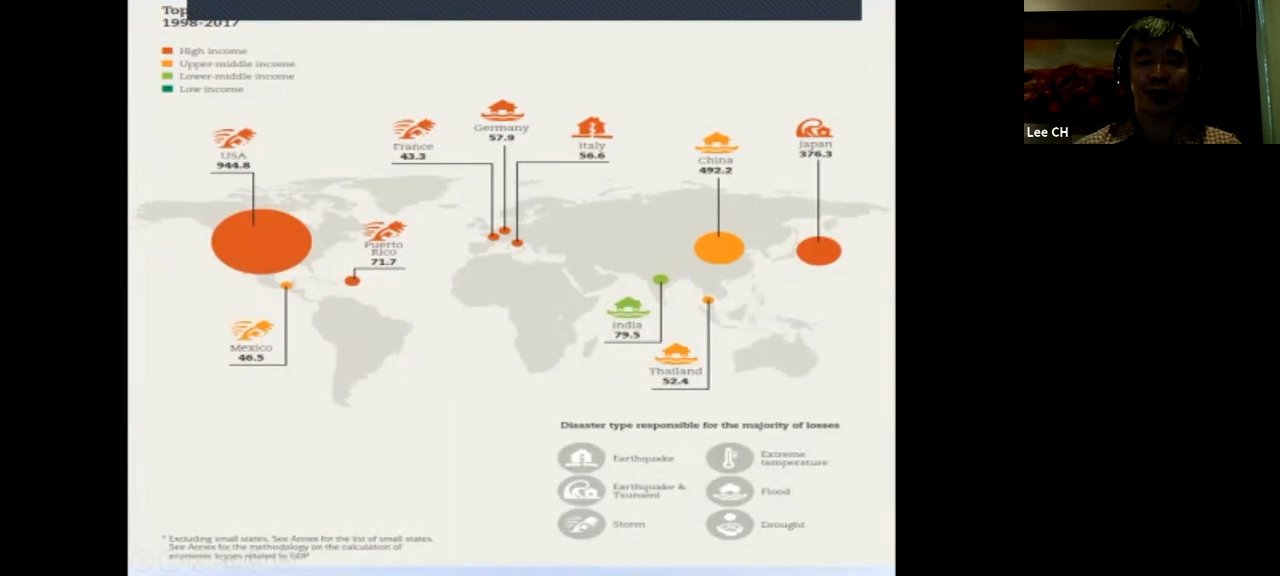 Top
1998-2017
High income
Upper-middle income
Lower-middle income
Low income
USA
944.8
France
43.3
Germany
57.9
Italy
56.6
China
492.2
Japan
376.3
Lee CH
Puerto
Rico
71.7
Mexico
46.5
India
79.5
Thailand
52.4
Disaster type responsible for the majority of losses
Earthquake
Extreme
temperature
Earthquake &
Tsunami
Flood
Storm
Drought
* Excluding small states. See Annex for the list of small states.
See Annex for the methodology on the calculation of
economic losses related to GDP